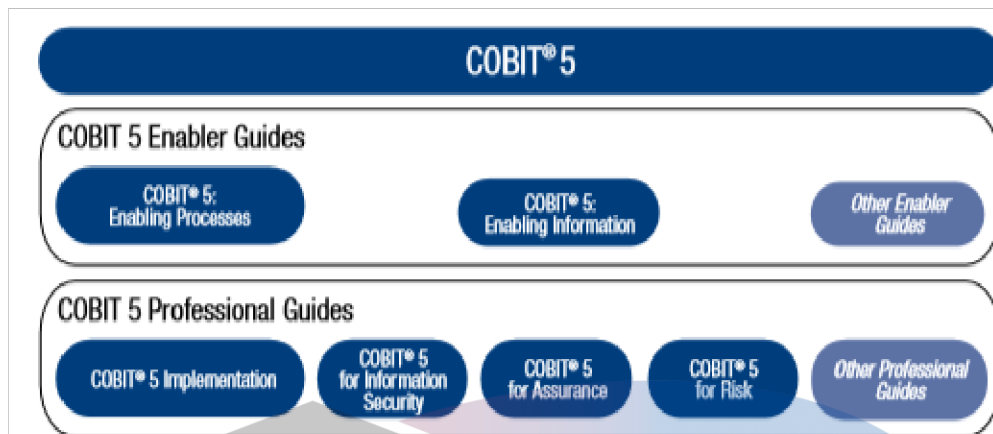 COBIT® 5
COBIT 5 Enabler Guides
COBIT® 5:
Enabling Processes
COBIT® 5:
Enabling Information
Other Enabler
Guides
COBIT 5 Professional Guides
COBIT® 5 Implementation
COBIT® 5
for Information
Security
COBIT® 5
for Assurance
COBIT® 5
for Risk
Other Professional
Guides